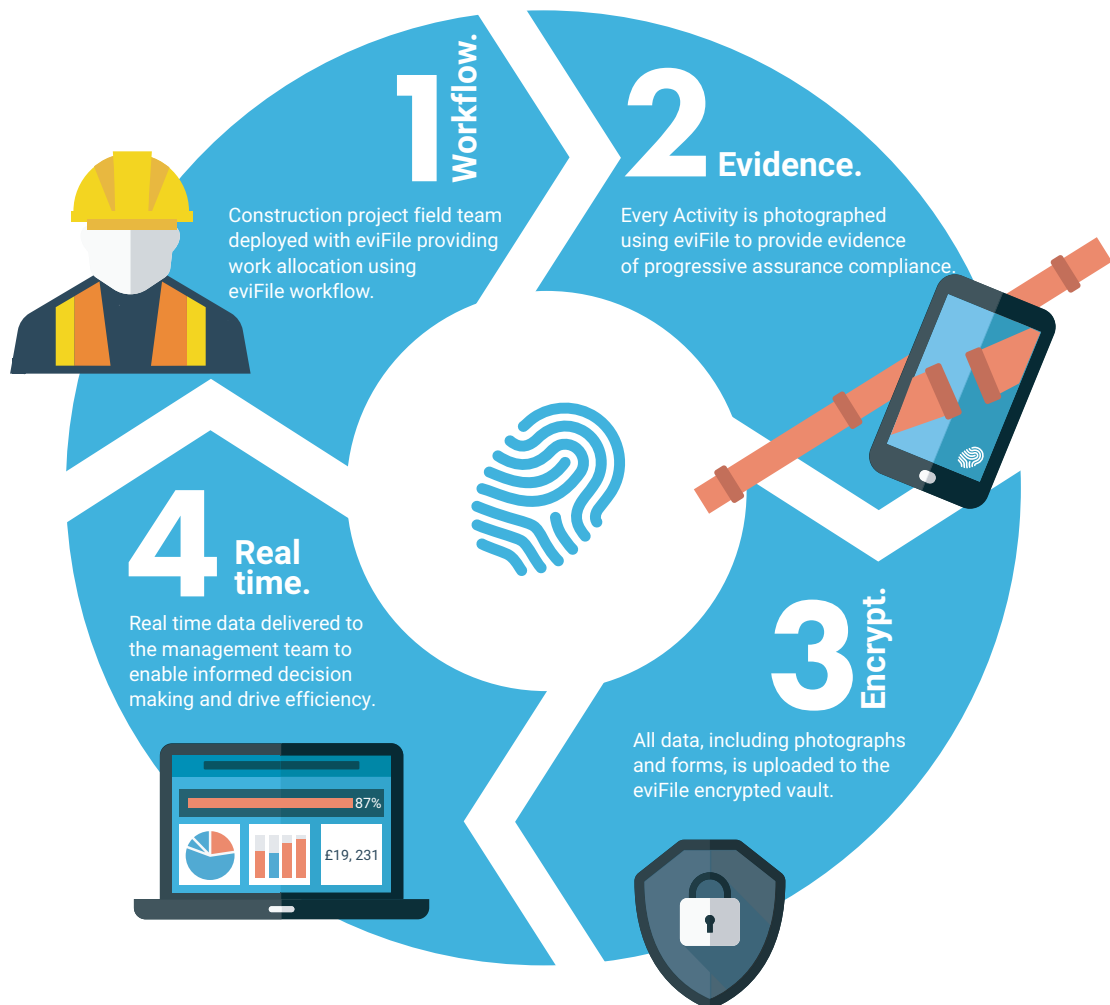 1 Workflow.
Construction project field team
deployed with eviFile providing
work allocation using
eviFile workflow.
2 Evidence.
Every Activity is photographed
using eviFile to provide evidence
of progressive assurance compliance.
3 Encrypt.
All data, including photographs
and forms, is uploaded to the
eviFile encrypted vault.
4 Real
time.
Real time data delivered to
the management team to
enable informed decision
making and drive efficiency.
87%
£19, 231